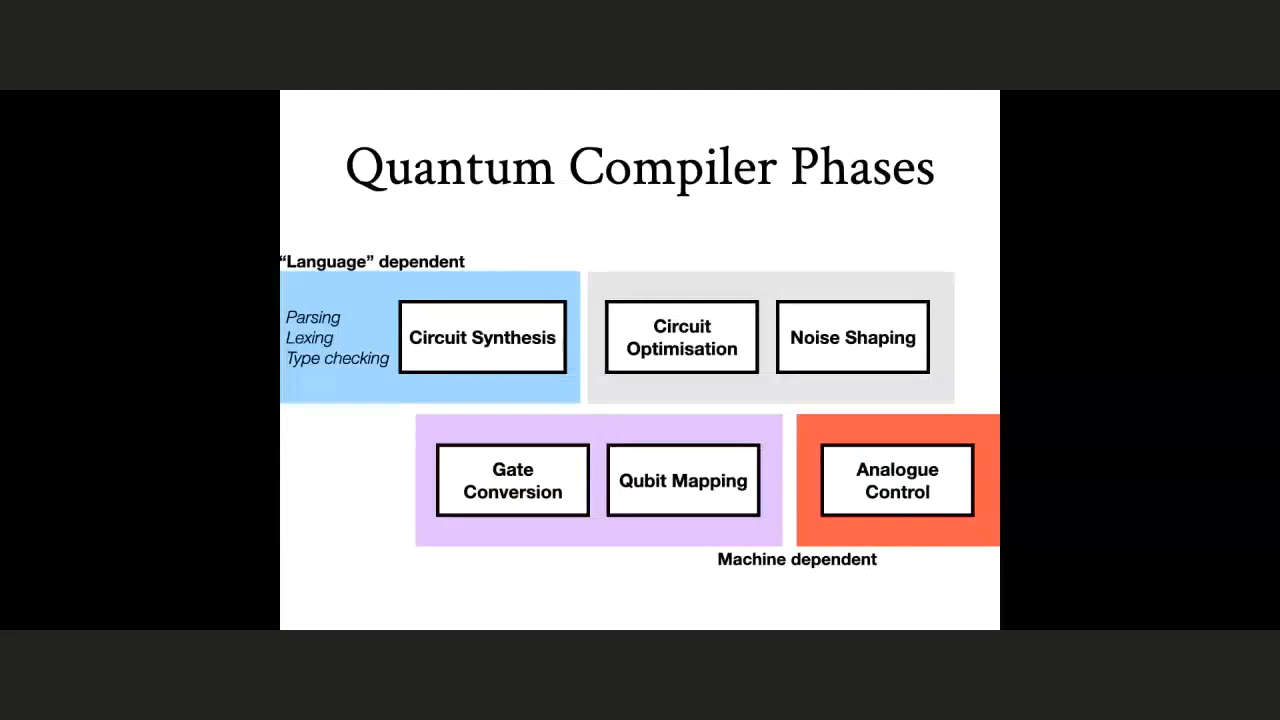 Quantum Compiler Phases
“Language” dependent
Parsing
Lexing
Type checking
Circuit Synthesis
Circuit
Optimisation
Noise Shaping
Gate
Conversion
Qubit Mapping
Analogue
Control
Machine dependent